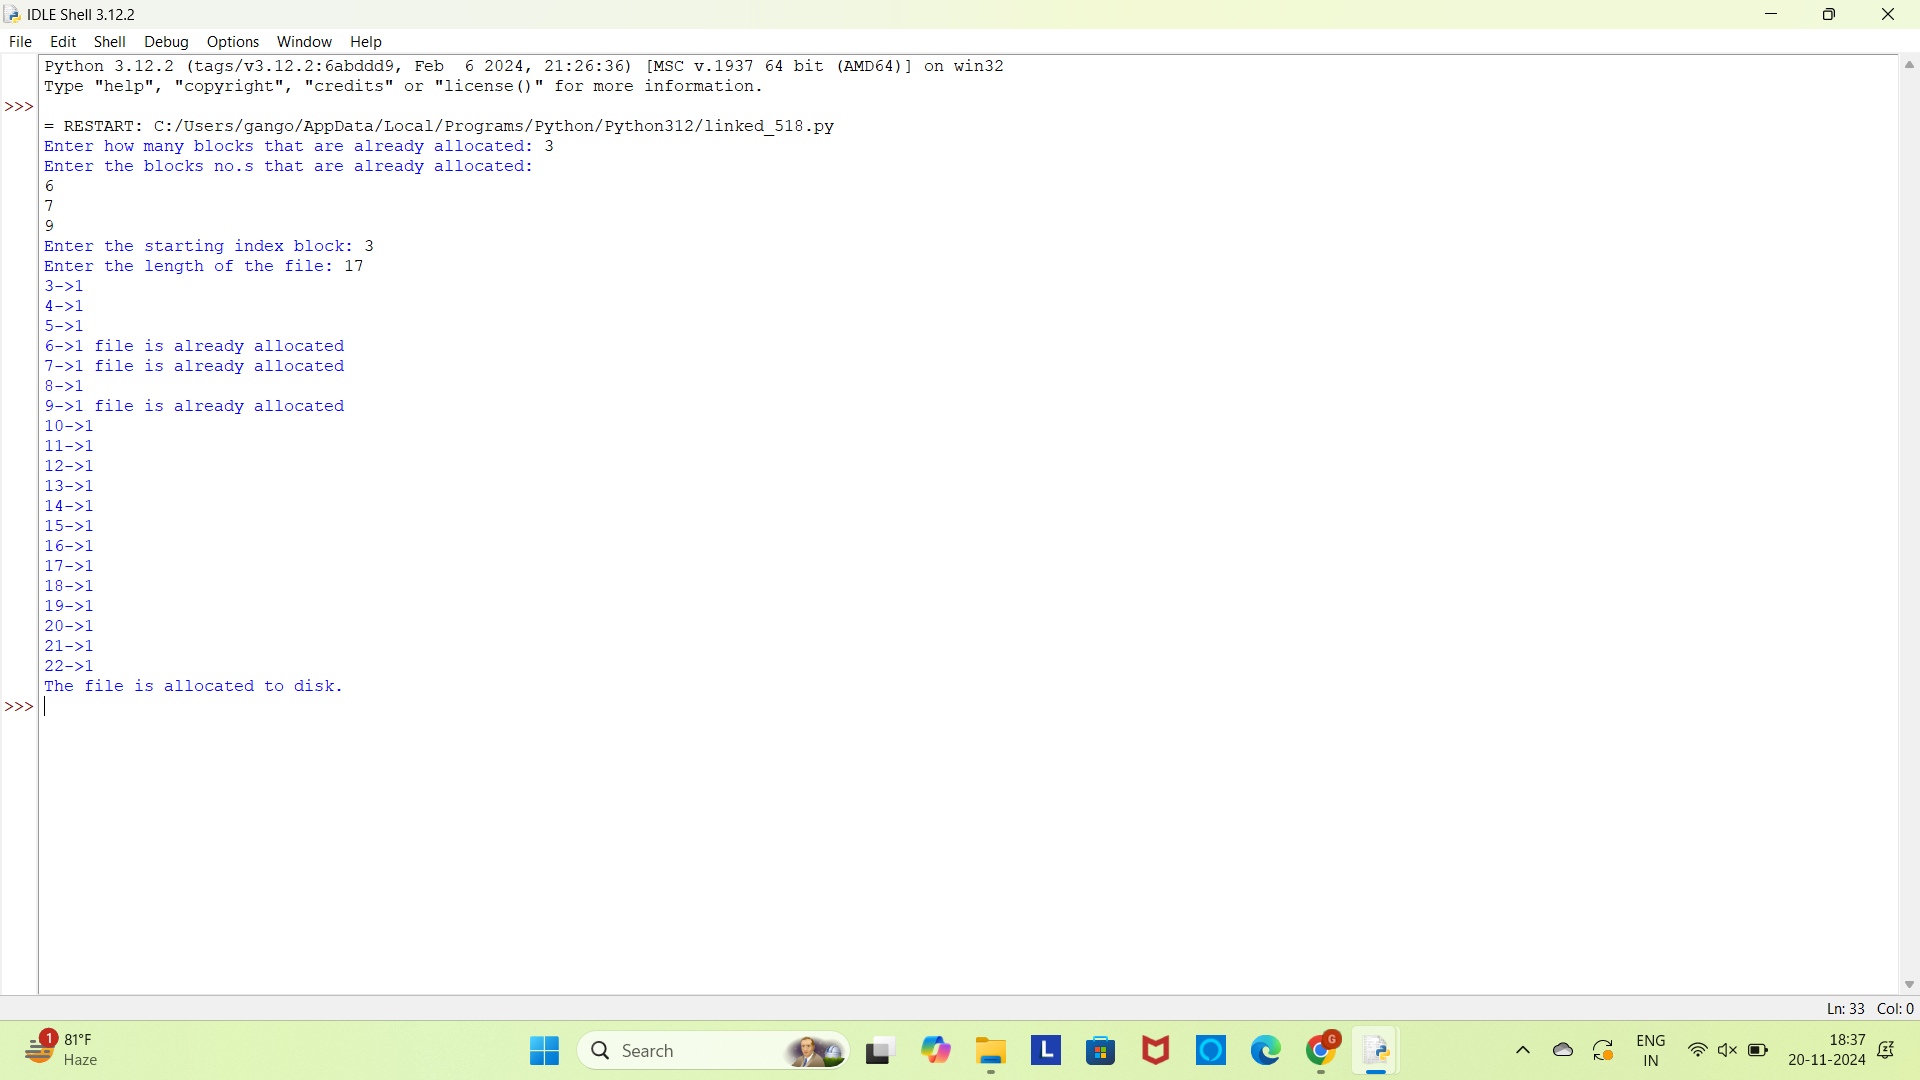 IDLE Shell 3.12.2
File Edit Shell Debug Options Window Help
Python 3.12.2 (tags/v3.12.2:6abddd9, Feb  6 2024, 21:26:36) [MSC v.1937 64 bit (AMD64)] on win32
Type "help", "copyright", "credits" or "license()" for more information.
>>>
= RESTART: C:/Users/gango/AppData/Local/Programs/Python/Python312/linked_518.py
Enter how many blocks that are already allocated: 3
Enter the blocks no.s that are already allocated:
6
7
9
Enter the starting index block: 3
Enter the length of the file: 17
3->1
4->1
5->1
6->1 file is already allocated
7->1 file is already allocated
8->1
9->1 file is already allocated
10->1
11->1
12->1
13->1
14->1
15->1
16->1
17->1
18->1
19->1
20->1
21->1
22->1
The file is allocated to disk.
>>>
Ln: 33 Col: 0
1
81°F
Haze
Search
L
G
ENG
IN
18:37
20-11-2024